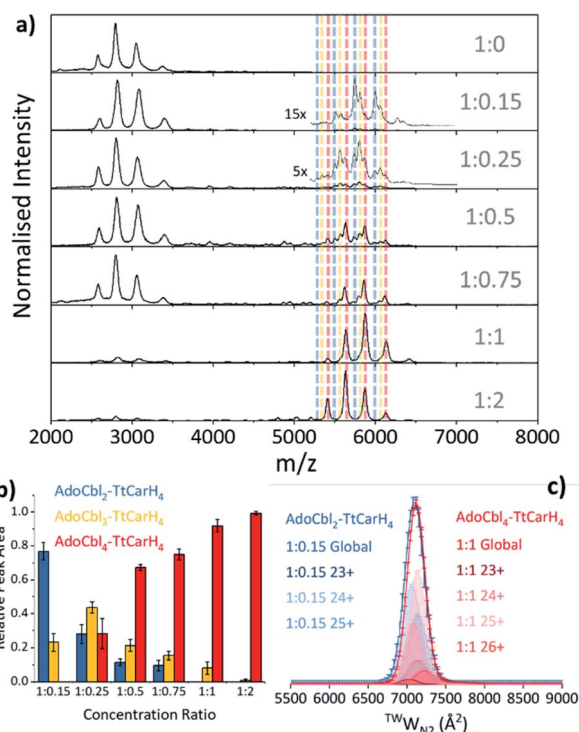 a)
Normalised Intensity
1:0
15x
1:0.15
5x
1:0.25
1:0.5
1:0.75
1:1
1:2
2000 3000 4000 5000 6000 7000 8000
m/z
b)
Relative Peak Area
1.0
0.8
0.6
0.4
0.2
0.0
AdoCbl2-TtCarH4
AdoCbl3-TtCarH4
AdoCbl4-TtCarH4
1:0.15 1:0.25 1:0.5 1:0.75 1:1 1:2
Concentration Ratio
c)
AdoCbl2-TtCarH4
1:0.15 Global
1:0.15 23+
1:0.15 24+
1:0.15 25+
AdoCbl4-TtCarH4
1:1 Global
1:1 23+
1:1 24+
1:1 25+
1:1 26+
5500 6000 7000 8000 9000
TWWN2 (Å2)